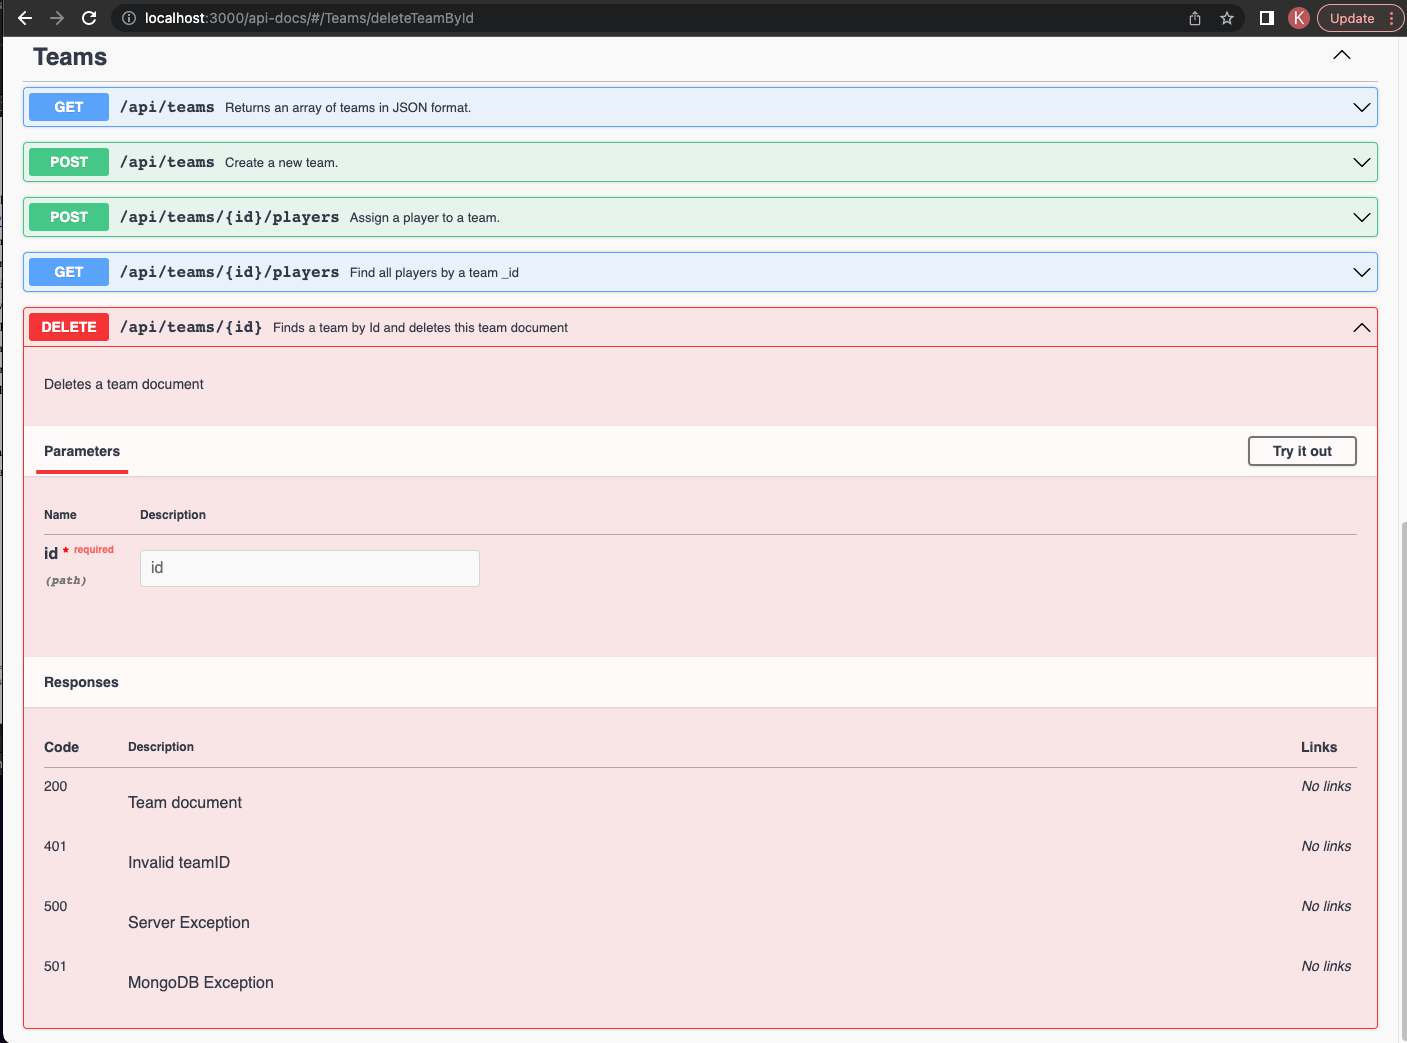 localhost:3000/api-docs/#/Teams/deleteTeamById
K
Update
Teams
GET /api/teams Returns an array of teams in JSON format.
POST /api/teams Create a new team.
POST /api/teams/{id}/players Assign a player to a team.
GET /api/teams/{id}/players Find all players by a team _id
DELETE /api/teams/{id} Finds a team by Id and deletes this team document
Deletes a team document
Parameters
Try it out
Name Description
id * required
(path)
id
Responses
Code Description Links
200 No links
Team document
401 No links
Invalid teamID
500 No links
Server Exception
501 No links
MongoDB Exception